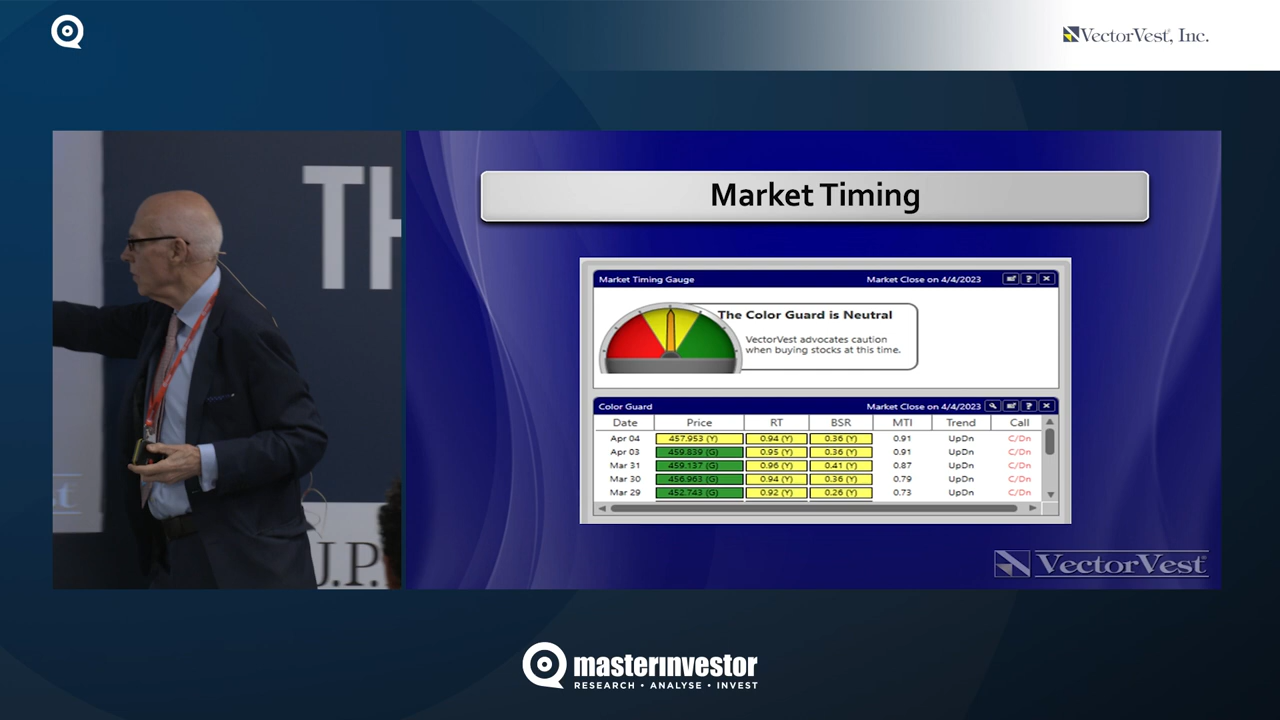 VectorVest, Inc.
TH
st
J.P.
Market Timing
Market Timing Gauge Market Close on 4/4/2023
The Color Guard is Neutral
VectorVest advocates caution
when buying stocks at this time.
Color Guard Market Close on 4/4/2023
Date Price RT BSR MTI Trend Call
Apr 04 457.953 (Y) 0.94 (Y) 0.36 (Y) 0.91 UpDn C/Dn
Apr 03 459.839 (G) 0.95 (Y) 0.36 (Y) 0.91 UpDn C/Dn
Mar 31 459.137 (G) 0.96 (Y) 0.41 (Y) 0.87 UpDn C/Dn
Mar 30 456.963 (G) 0.94 (Y) 0.36 (Y) 0.79 UpDn C/Dn
Mar 29 452.743 (G) 0.92 (Y) 0.26 (Y) 0.73 UpDn C/Dn
VectorVest
masterinvestor
RESEARCH • ANALYSE • INVEST